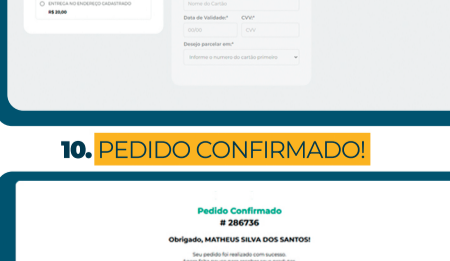 ENTREGA NO ENDEREÇO CADASTRADO
R$ 20,00
Nome do Cartão
Data de Validade:* CVV:*
00/00 CVV
Deseja parcelar em:*
Informe o numero do cartão primeiro
10. PEDIDO CONFIRMADO!
Pedido Confirmado
# 286736
Obrigado, MATHEUS SILVA DOS SANTOS!
Seu pedido foi realizado com sucesso.